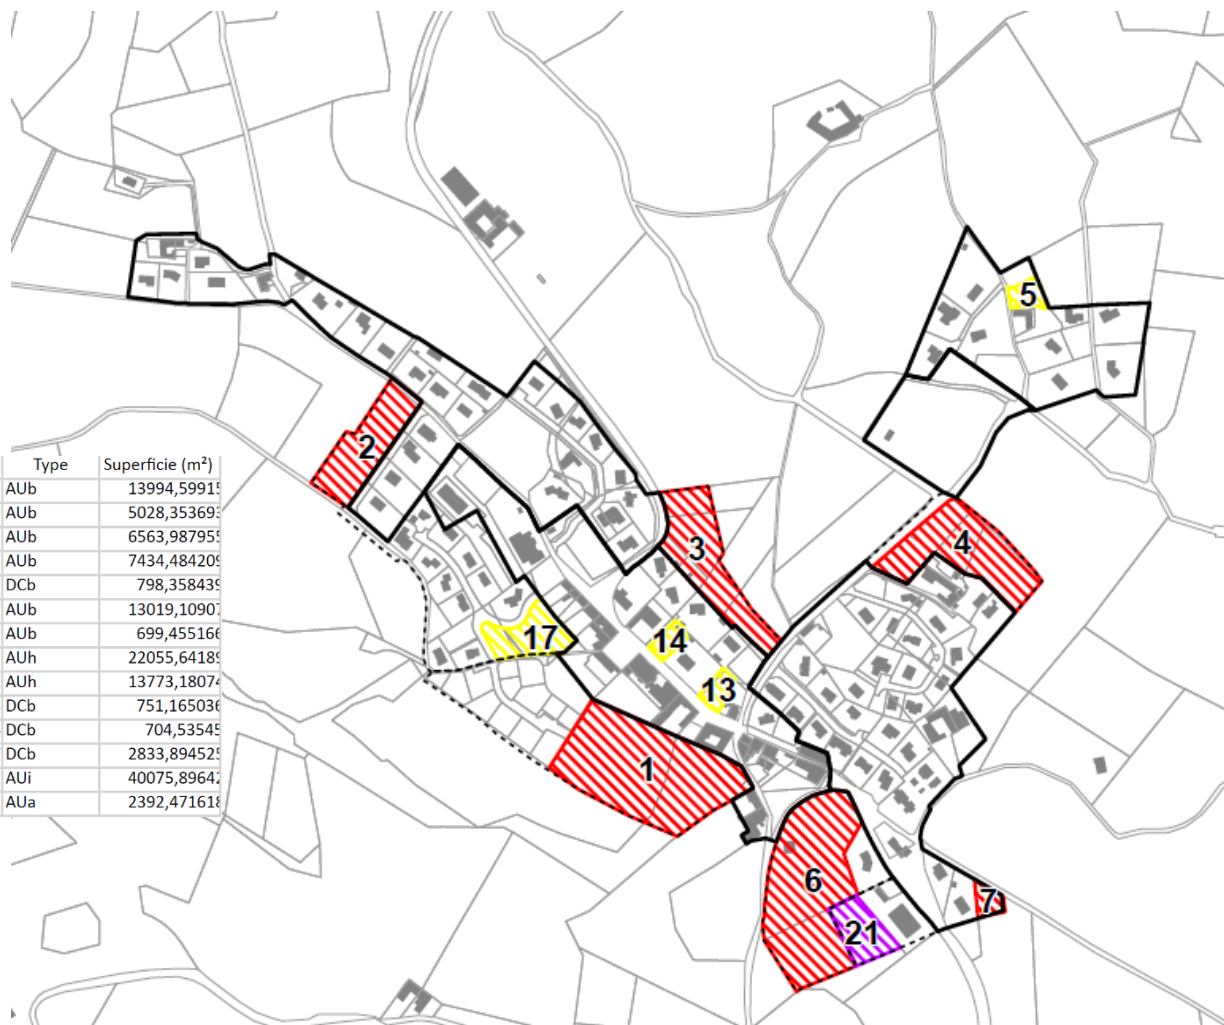 5
2
3
4
Type Superficie (m²)
AUb 13994,59915
AUb 5028,353693
AUb 6563,987955
AUb 7434,484209
DCb 798,358439
AUb 13019,10907
AUb 699,455166
AUh 22055,64189
AUh 13773,18074
DCb 751,165036
DCb 704,53545
DCb 2833,894525
AUi 40075,89642
AUa 2392,471618
17
14
13
1
6
7
21